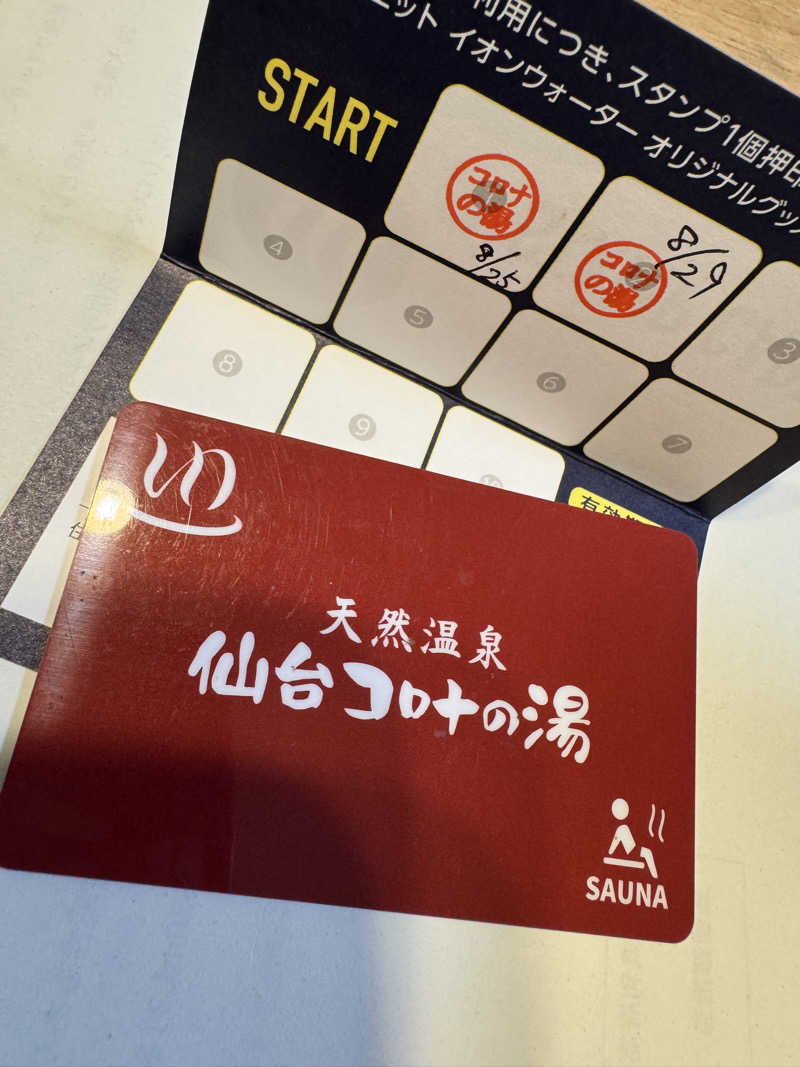 利用につき、スタンプ1個押印
ット イオンウォーター オリジナルグッ
START
コロナ
の湯
8/25
コロナ
の湯
8/29
3
4
5
6
7
8
9
10
有効
天然温泉
仙台コロナの湯
SAUNA